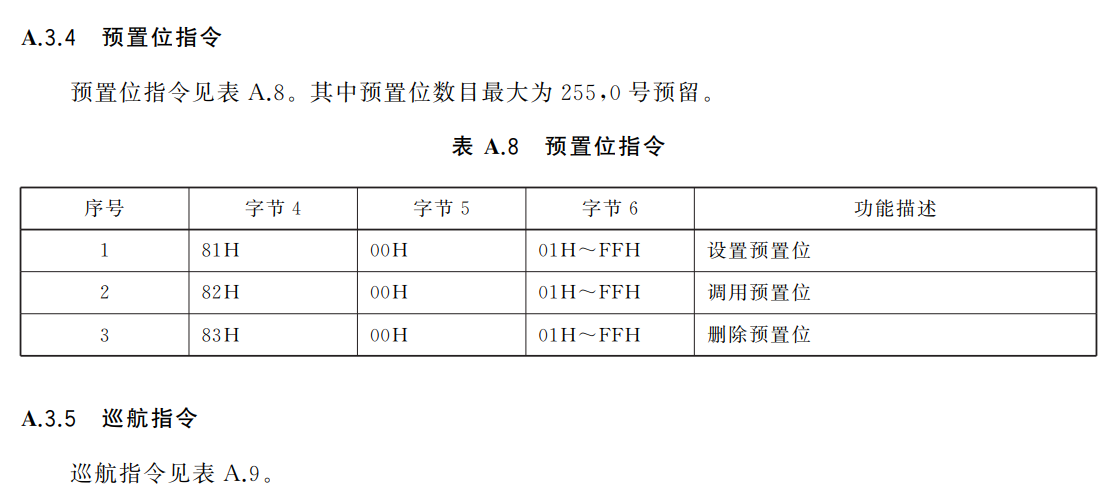 A.3.4 预置位指令
预置位指令见表 A.8。其中预置位数目最大为 255,0 号预留。
表 A.8 预置位指令
序号 字节 4 字节 5 字节 6 功能描述
1 81H 00H 01H～FFH 设置预置位
2 82H 00H 01H～FFH 调用预置位
3 83H 00H 01H～FFH 删除预置位
A.3.5 巡航指令
巡航指令见表 A.9。